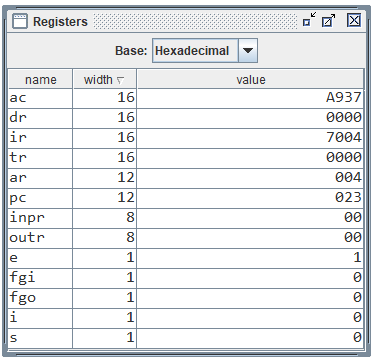 Registers
Base: Hexadecimal
name width value
ac 16 A937
dr 16 0000
ir 16 7004
tr 16 0000
ar 12 004
pc 12 023
inpr 8 00
outr 8 00
e 1 1
fgi 1 0
fgo 1 0
i 1 0
s 1 0